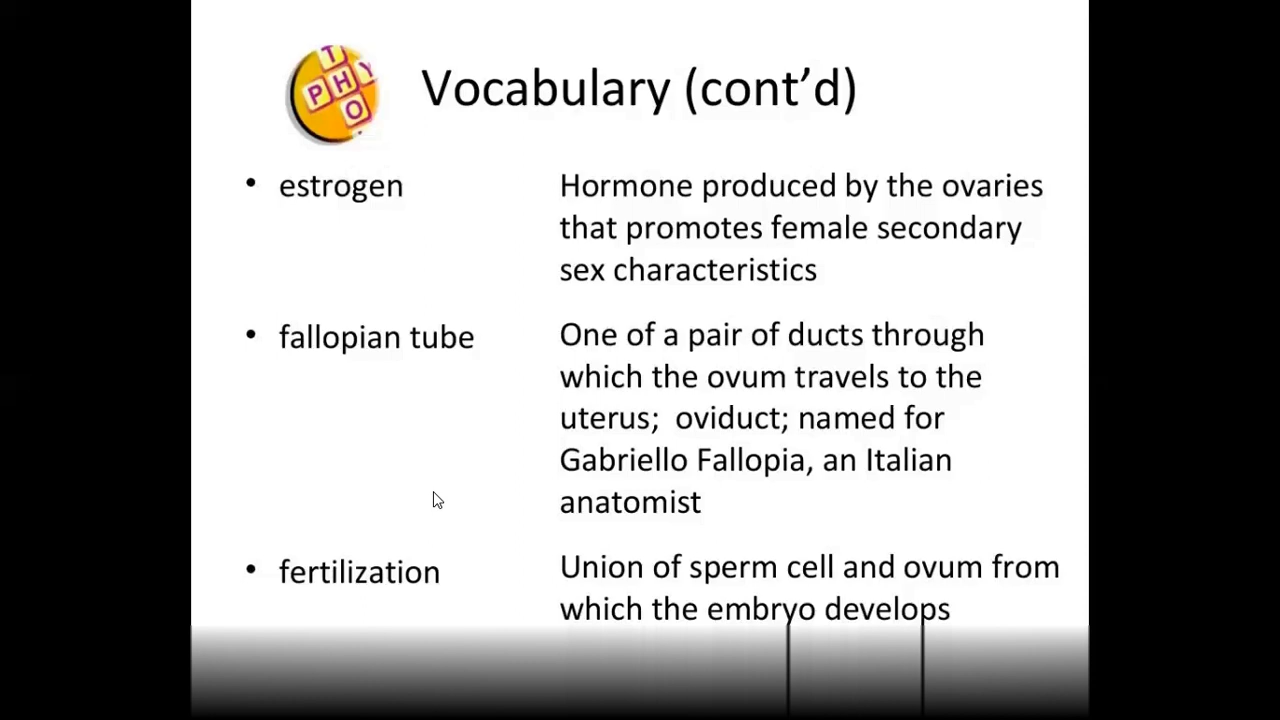 T
PHY
O
Vocabulary (cont’d)
• estrogen
Hormone produced by the ovaries
that promotes female secondary
sex characteristics
• fallopian tube
One of a pair of ducts through
which the ovum travels to the
uterus;  oviduct; named for
Gabriello Fallopia, an Italian
anatomist
• fertilization
Union of sperm cell and ovum from
which the embryo develops